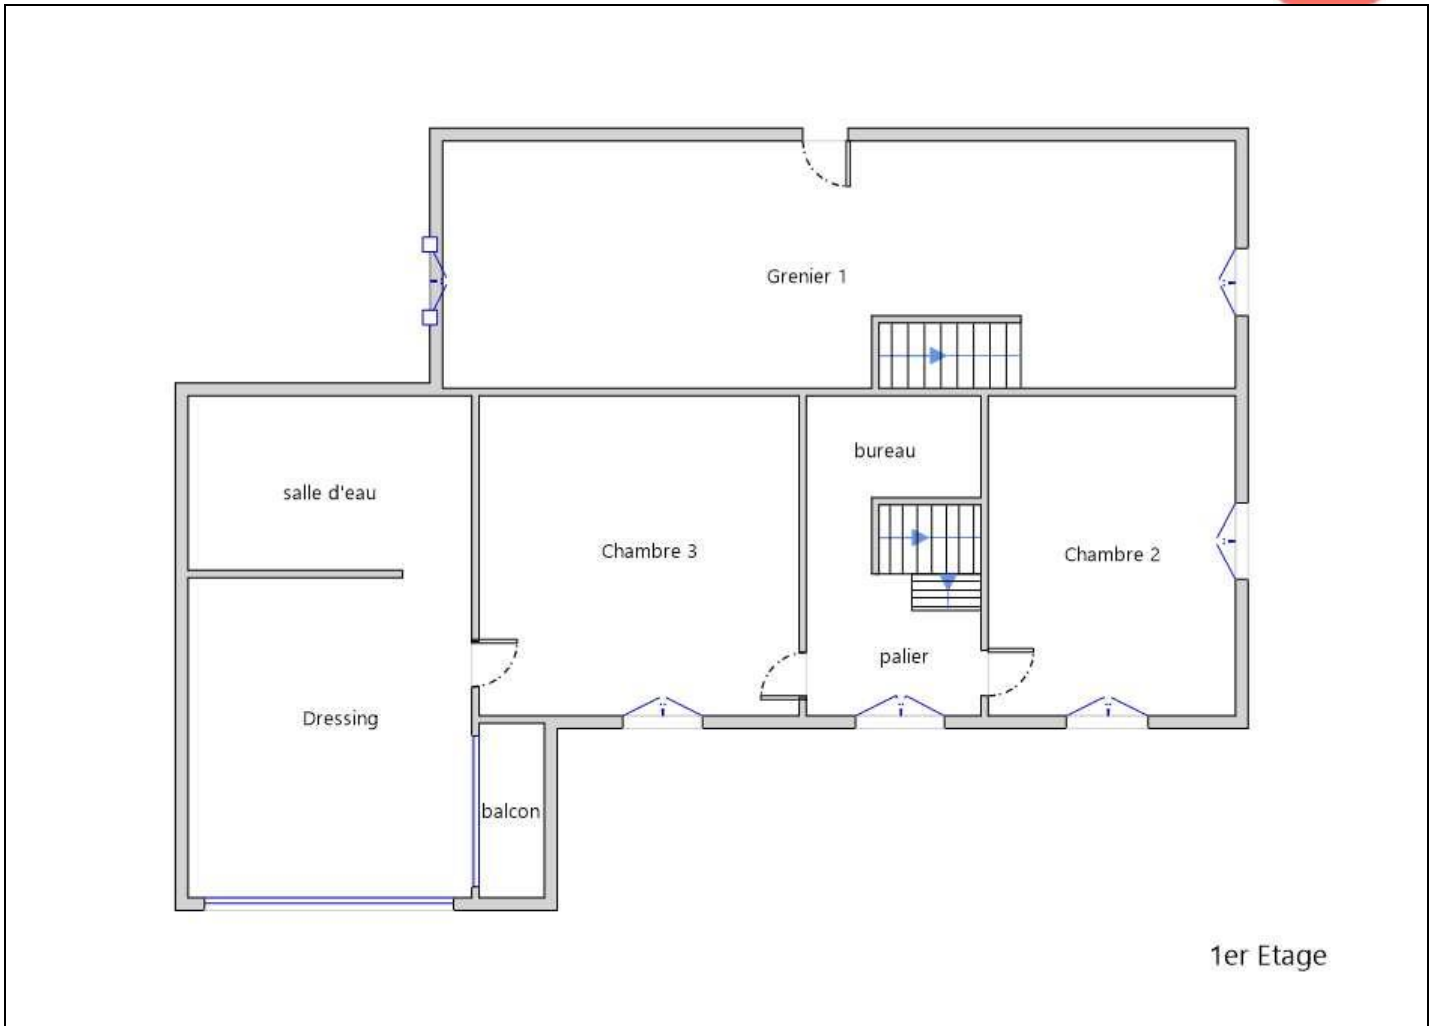 Grenier 1
bureau
salle d'eau
Chambre 3
Chambre 2
palier
Dressing
balcon
1er Etage